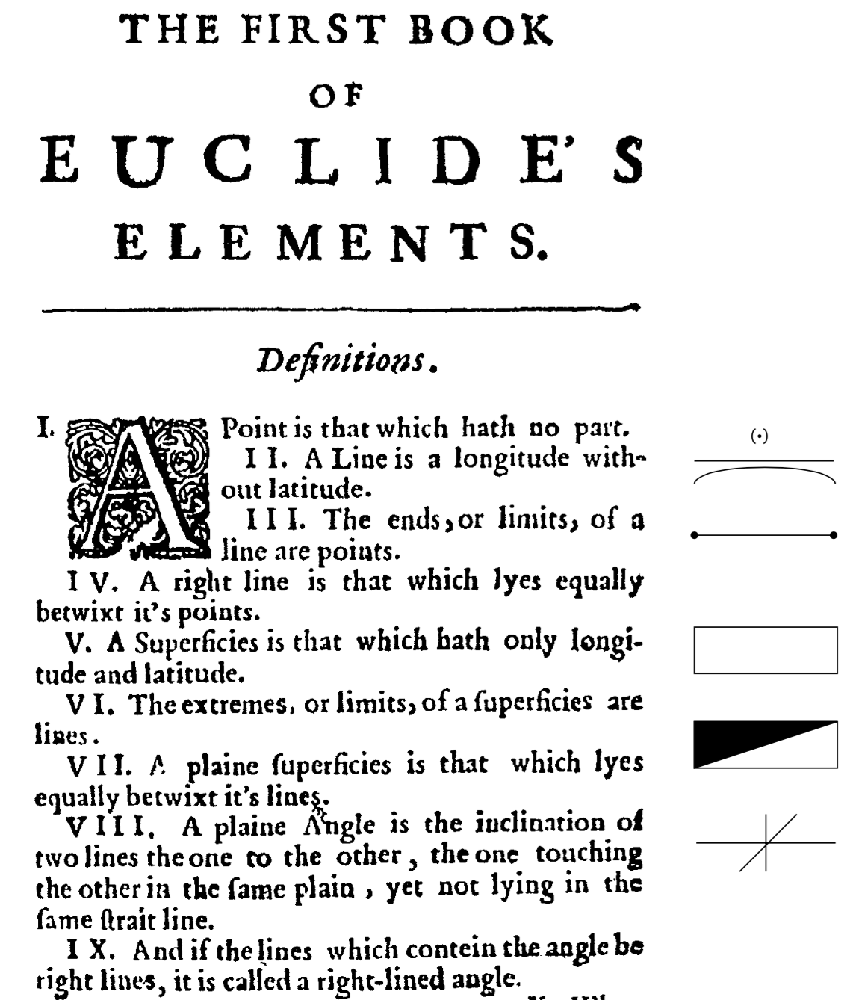 THE FIRST BOOK
OF
EUCLIDE'S
ELEMENTS.
Definitions.
I. A Point is that which hath no part.
II. A Line is a longitude with-
out latitude.
III. The ends, or limits, of a
line are points.
IV. A right line is that which lyes equally
betwixt it's points.
V. A Superficies is that which hath only longi-
tude and latitude.
VI. The extremes, or limits, of a ſuperficies are
lines.
VII. A plaine ſuperficies is that which lyes
equally betwixt it's lines.
VIII. A plaine Angle is the inclination of
two lines the one to the other, the one touching
the other in the ſame plain, yet not lying in the
ſame ſtrait line.
IX. And if the lines which contein the angle be
right lines, it is called a right-lined angle.